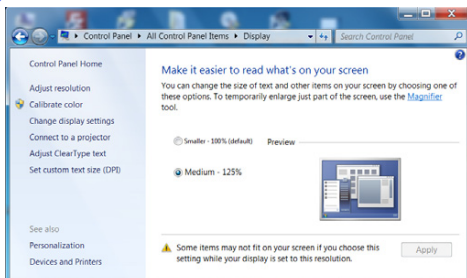 Control Panel ▸ All Control Panel Items ▸ Display
Search Control Panel
Control Panel Home
Adjust resolution
Calibrate color
Change display settings
Connect to a projector
Adjust ClearType text
Set custom text size (DPI)
See also
Personalization
Devices and Printers
Make it easier to read what's on your screen
You can change the size of text and other items on your screen by choosing one of
these options. To temporarily enlarge just part of the screen, use the Magnifier
tool.
Smaller - 100% (default)
Preview
Medium - 125%
Some items may not fit on your screen if you choose this
setting while your display is set to this resolution.
Apply